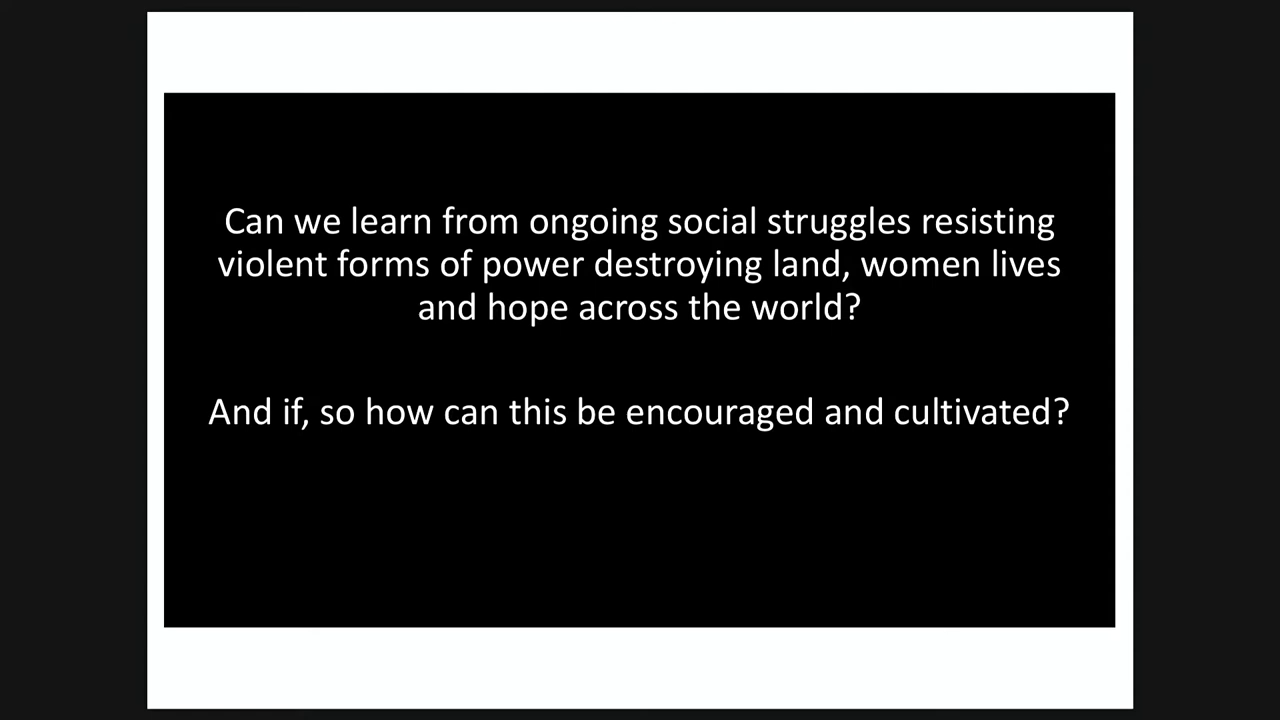 Can we learn from ongoing social struggles resisting
violent forms of power destroying land, women lives
and hope across the world?
And if, so how can this be encouraged and cultivated?